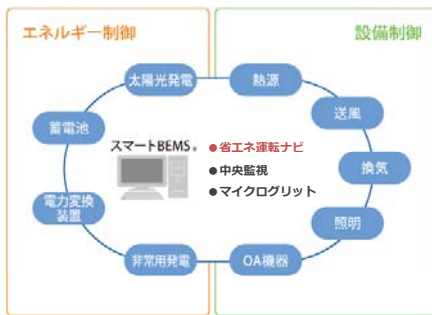 エネルギー制御
設備制御
太陽光発電
熱源
蓄電池
送風
スマートBEMS®
●省エネ運転ナビ
●中央監視
●マイクログリット
換気
電力変換
装置
照明
非常用発電
OA機器